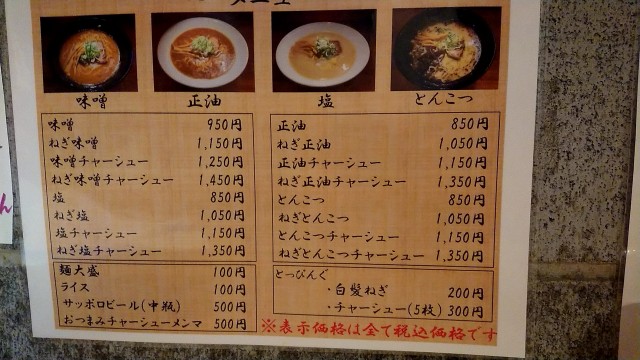 メニュー
味噌
正油
塩
とんこつ
味噌 950円
ねぎ味噌 1,150円
味噌チャーシュー 1,250円
ねぎ味噌チャーシュー 1,450円
塩 850円
ねぎ塩 1,050円
塩チャーシュー 1,150円
ねぎ塩チャーシュー 1,350円
正油 850円
ねぎ正油 1,050円
正油チャーシュー 1,150円
ねぎ正油チャーシュー 1,350円
とんこつ 850円
ねぎとんこつ 1,050円
とんこつチャーシュー 1,150円
ねぎとんこつチャーシュー 1,350円
麺大盛 100円
ライス 100円
サッポロビール(中瓶) 500円
おつまみチャーシューメンマ 500円
とっぴんぐ
・白髪ねぎ 200円
・チャーシュー(5枚) 300円
※表示価格は全て税込価格です
ん